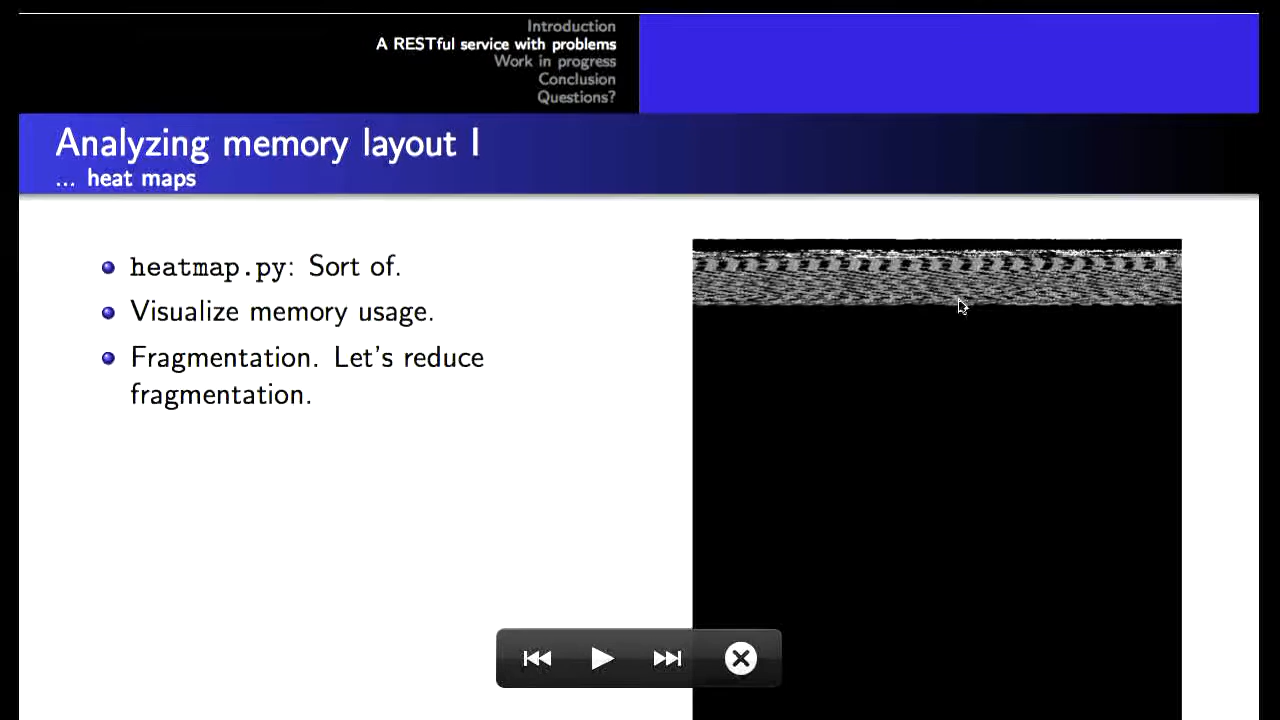 Introduction
A RESTful service with problems
Work in progress
Conclusion
Questions?
Analyzing memory layout I
... heat maps
heatmap.py: Sort of.
Visualize memory usage.
Fragmentation. Let's reduce
fragmentation.